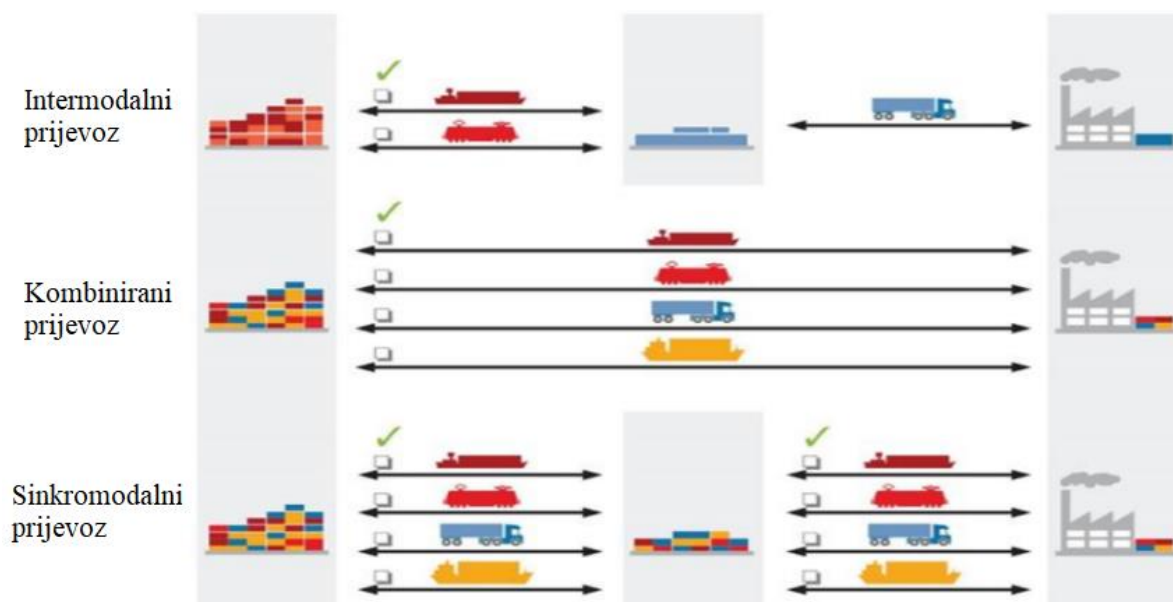 Intermodalni
prijevoz
Kombinirani
prijevoz
Sinkromodalni
prijevoz